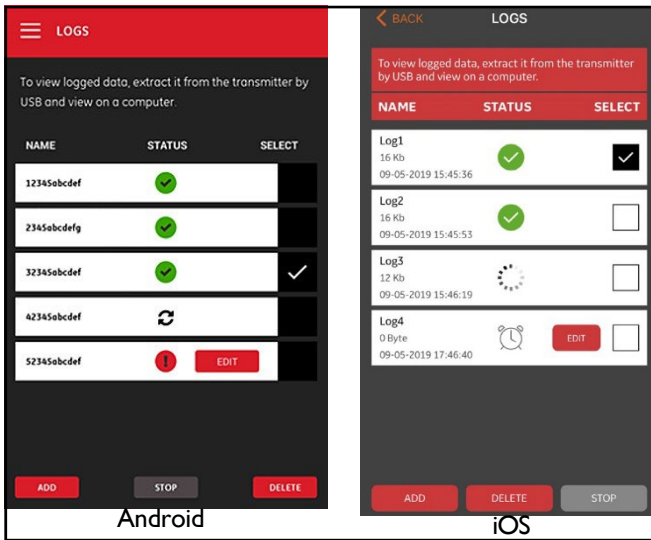 LOGS
To view logged data, extract it from the transmitter by
USB and view on a computer.
NAME STATUS SELECT
12345abcdef
2345abcdefg
32345abcdef
42345abcdef
52345abcdef EDIT
ADD STOP DELETE
Android
BACK LOGS
To view logged data, extract it from the transmitter
by USB and view on a computer.
NAME STATUS SELECT
Log1
16 Kb
09-05-2019 15:45:36
Log2
16 Kb
09-05-2019 15:45:53
Log3
12 Kb
09-05-2019 15:46:19
Log4
0 Byte EDIT
09-05-2019 17:46:40
ADD DELETE STOP
iOS